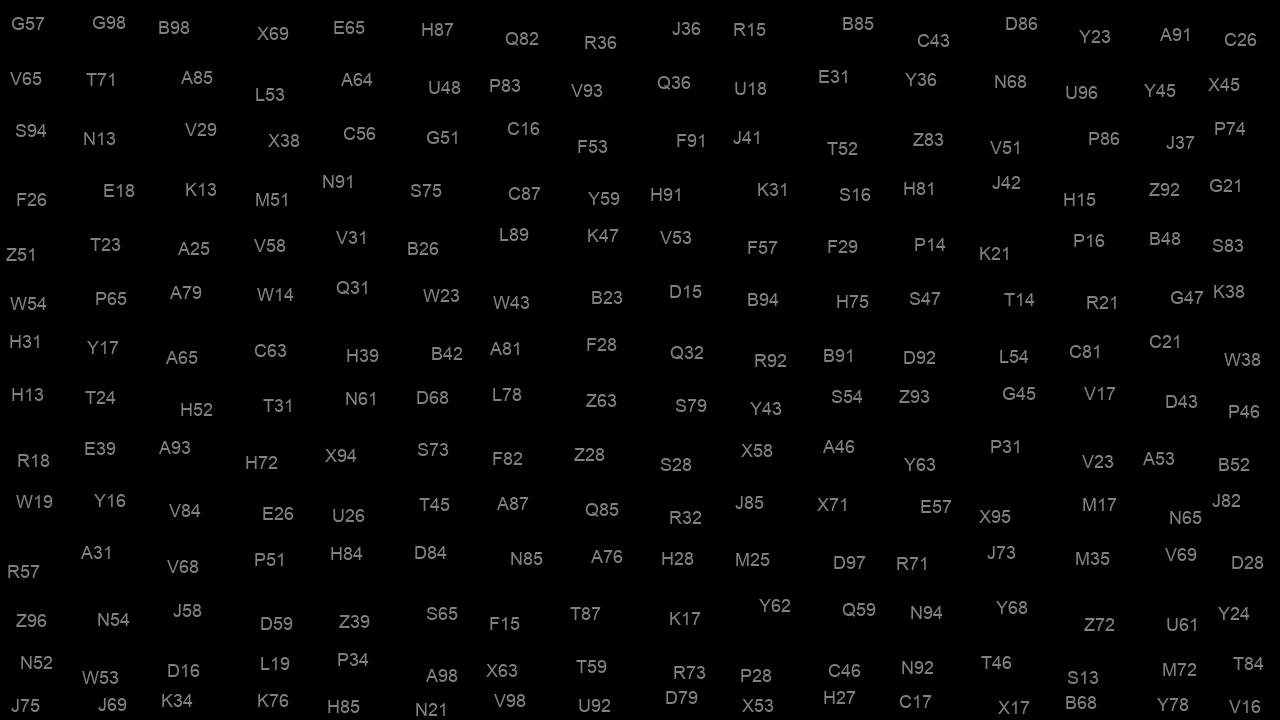 G57 G98 B98 X69 E65 H87 Q82 R36 J36 R15 B85 C43 D86 Y23 A91 C26
V65 T71 A85 L53 A64 U48 P83 V93 Q36 U18 E31 Y36 N68 U96 Y45 X45
S94 N13 V29 X38 C56 G51 C16 F53 F91 J41 T52 Z83 V51 P86 J37 P74
F26 E18 K13 M51 N91 S75 C87 Y59 H91 K31 S16 H81 J42 H15 Z92 G21
Z51 T23 A25 V58 V31 B26 L89 K47 V53 F57 F29 P14 K21 P16 B48 S83
W54 P65 A79 W14 Q31 W23 W43 B23 D15 B94 H75 S47 T14 R21 G47 K38
H31 Y17 A65 C63 H39 B42 A81 F28 Q32 R92 B91 D92 L54 C81 C21 W38
H13 T24 H52 T31 N61 D68 L78 Z63 S79 Y43 S54 Z93 G45 V17 D43 P46
R18 E39 A93 H72 X94 S73 F82 Z28 S28 X58 A46 Y63 P31 V23 A53 B52
W19 Y16 V84 E26 U26 T45 A87 Q85 R32 J85 X71 E57 X95 M17 N65 J82
R57 A31 V68 P51 H84 D84 N85 A76 H28 M25 D97 R71 J73 M35 V69 D28
Z96 N54 J58 D59 Z39 S65 F15 T87 K17 Y62 Q59 N94 Y68 Z72 U61 Y24
N52 W53 D16 L19 P34 A98 X63 T59 R73 P28 C46 N92 T46 S13 M72 T84
J75 J69 K34 K76 H85 N21 V98 U92 D79 X53 H27 C17 X17 B68 Y78 V16